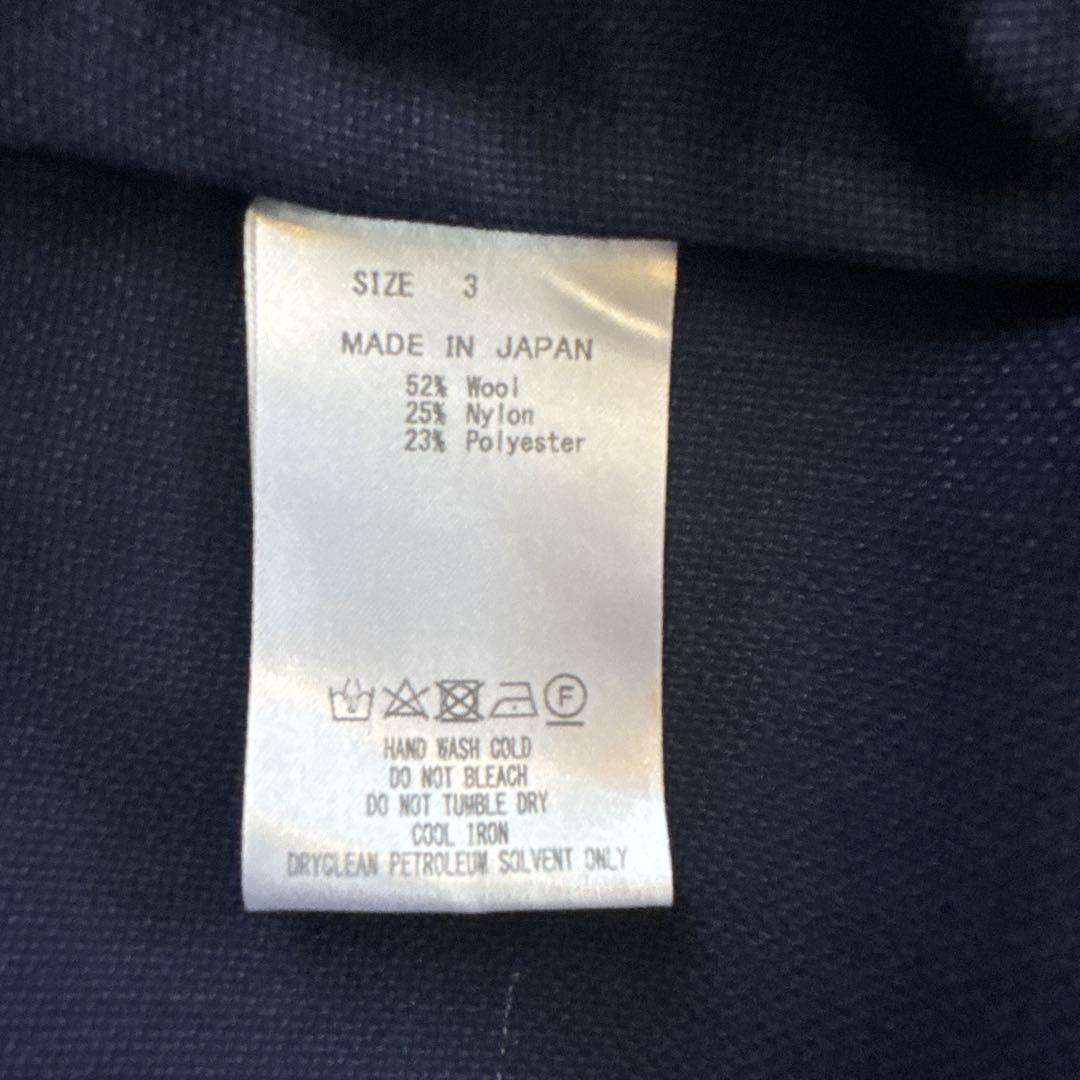 SIZE 3
MADE IN JAPAN
52% Wool
25% Nylon
23% Polyester
F
HAND WASH COLD
DO NOT BLEACH
DO NOT TUMBLE DRY
COOL IRON
DRYCLEAN PETROLEUM SOLVENT ONLY